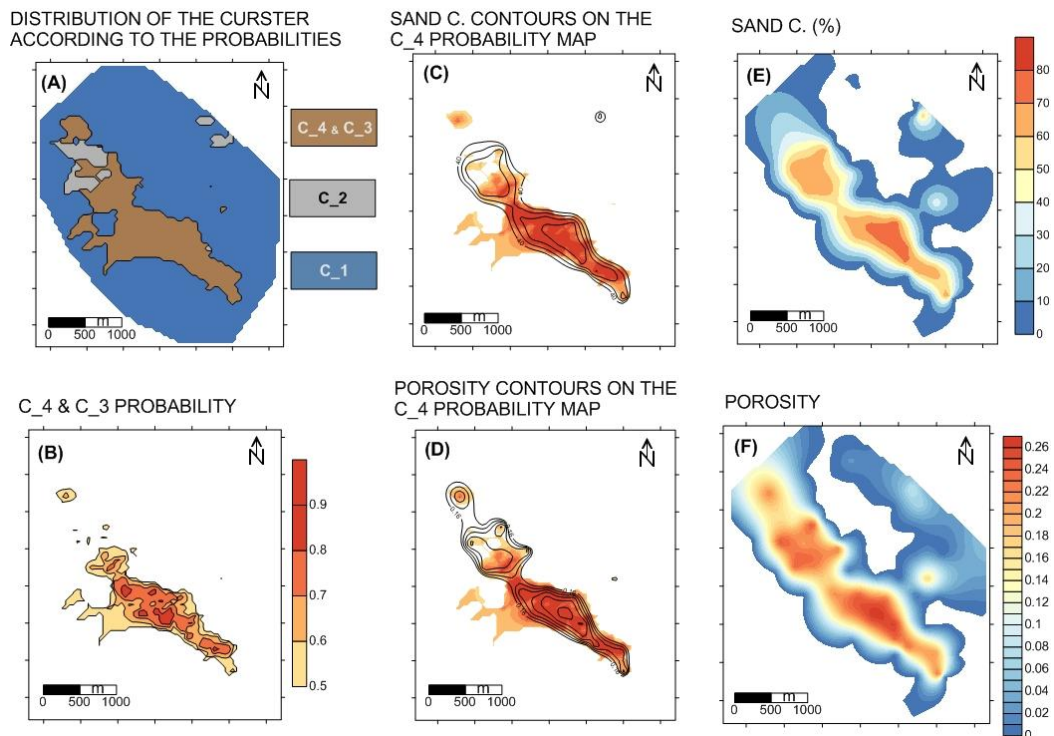 DISTRIBUTION OF THE CURSTER
ACCORDING TO THE PROBABILITIES
(A)
N
C_4 & C_3
C_2
C_1
m
0 500 1000
SAND C. CONTOURS ON THE
C_4 PROBABILITY MAP
(C)
N
m
0 500 1000
SAND C. (%)
(E)
N
80
70
60
50
40
30
20
10
0
m
0 500 1000
C_4 & C_3 PROBABILITY
(B)
N
0.9
0.8
0.7
0.6
0.5
m
0 500 1000
POROSITY CONTOURS ON THE
C_4 PROBABILITY MAP
(D)
N
0.16
m
0 500 1000
POROSITY
(F)
N
0.26
0.24
0.22
0.2
0.18
0.16
0.14
0.12
0.1
0.08
0.06
0.04
0.02
0
m
0 500 1000